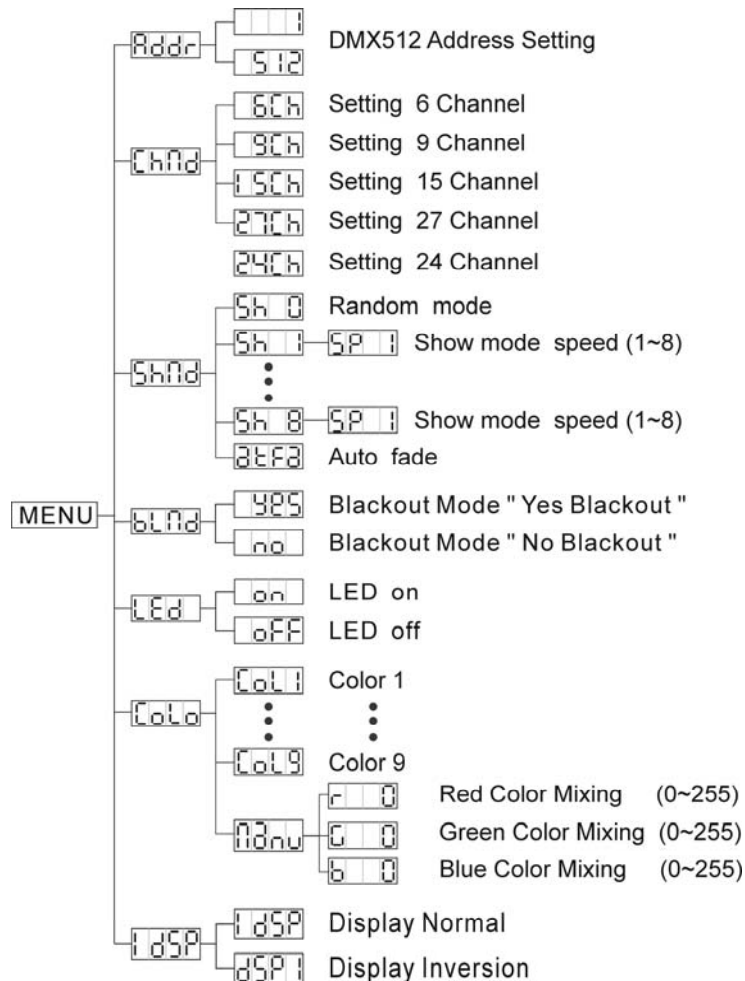 Addr 1 DMX512 Address Setting
512
ChMd 6Ch Setting 6 Channel
9Ch Setting 9 Channel
15Ch Setting 15 Channel
27Ch Setting 27 Channel
24Ch Setting 24 Channel
ShMd Sh 0 Random mode
Sh 1 SP 1 Show mode speed (1~8)
Sh 8 SP 1 Show mode speed (1~8)
atFa Auto fade
MENU
bLMd YeS Blackout Mode " Yes Blackout "
no Blackout Mode " No Blackout "
LEd on LED on
oFF LED off
CoLo CoL1 Color 1
CoL9 Color 9
Manu r 0 Red Color Mixing (0~255)
G 0 Green Color Mixing (0~255)
b 0 Blue Color Mixing (0~255)
IdSP IdSP Display Normal
dSPI Display Inversion